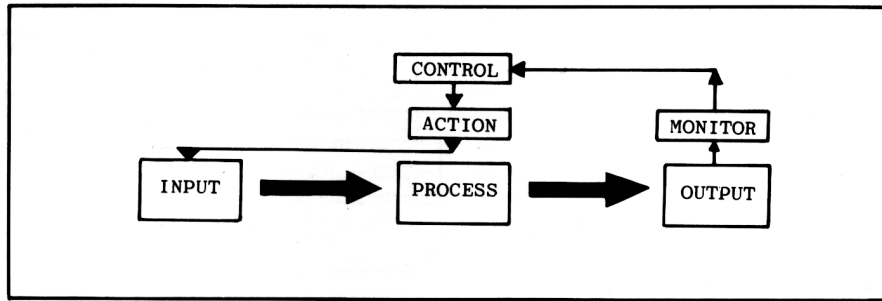 CONTROL
ACTION
MONITOR
INPUT
PROCESS
OUTPUT